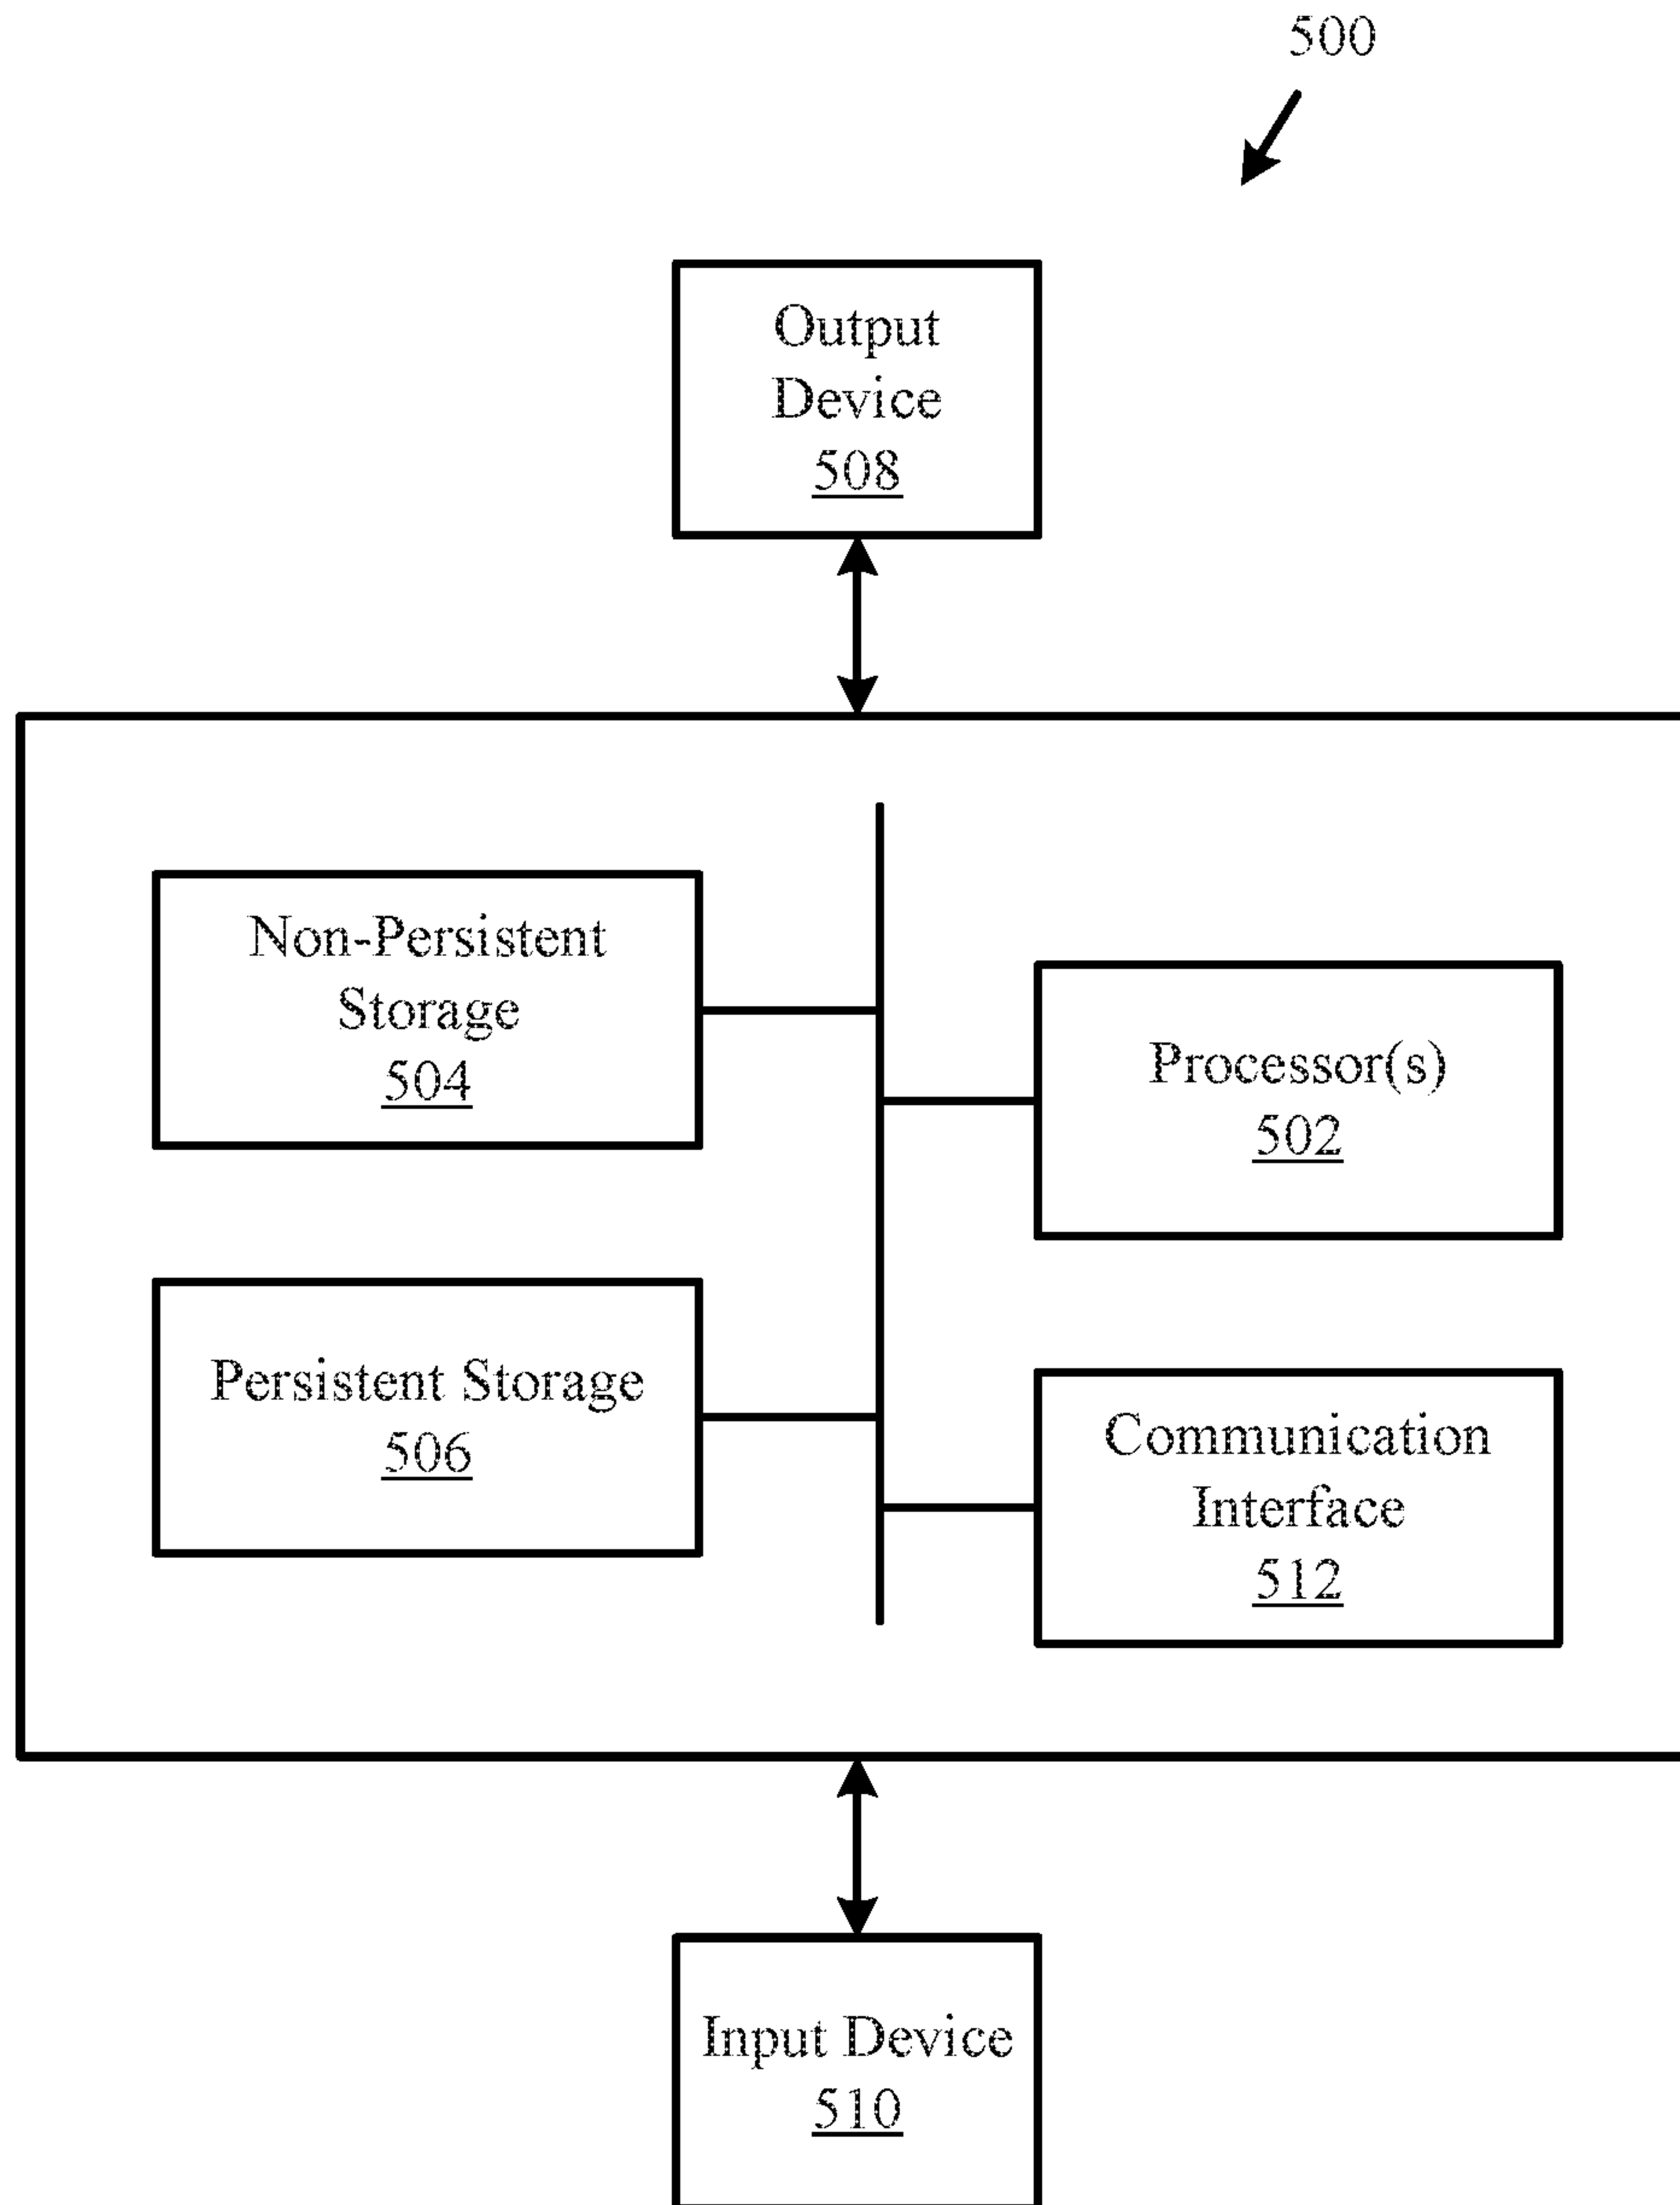 500
Output
Device
508
Non-Persistent
Storage
504
Processor(s)
502
Persistent Storage
506
Communication
Interface
512
Input Device
510